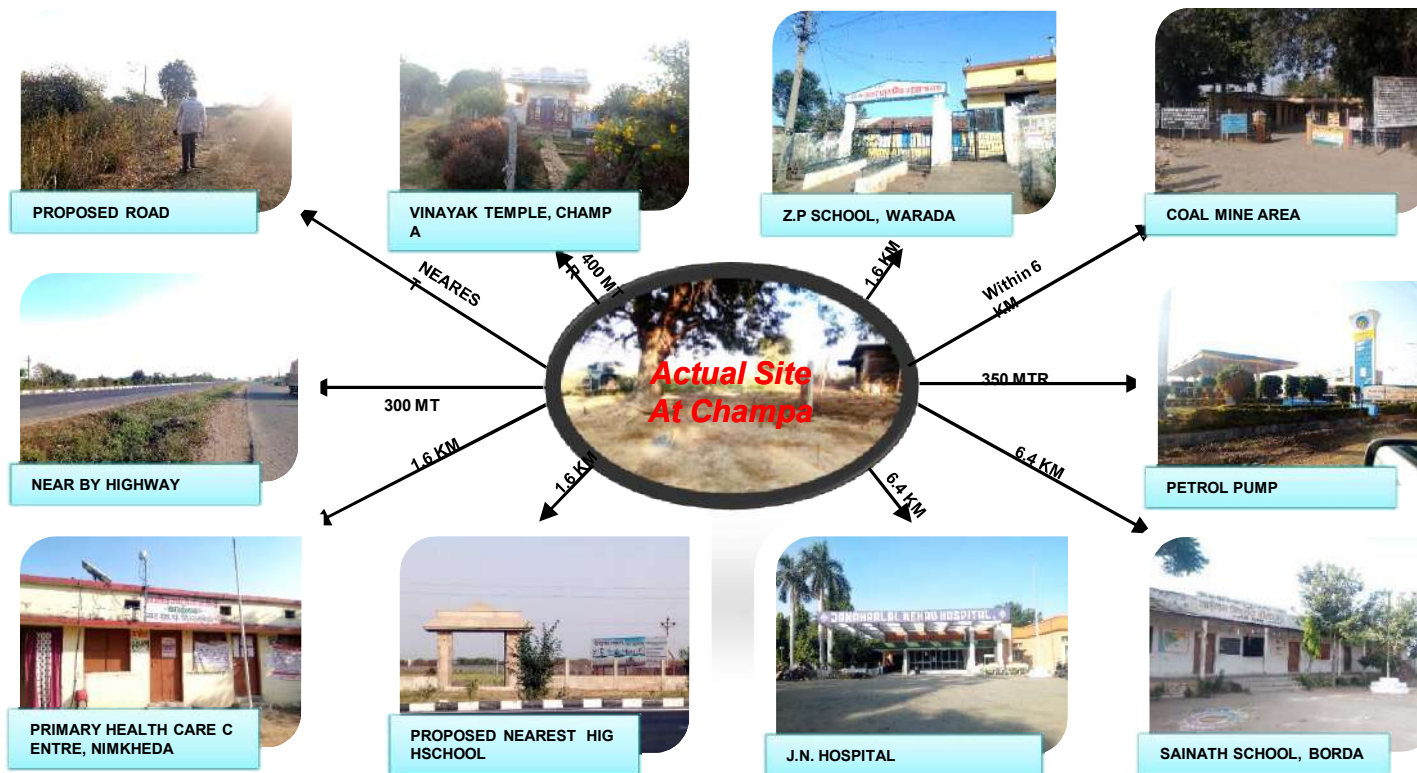 PROPOSED ROAD
VINAYAK TEMPLE, CHAMP
A
Z.P SCHOOL, WARADA
COAL MINE AREA
NEARES
T
400 MT
R
1.6 KM
Within 6
KM
NEAR BY HIGHWAY
300 MT
Actual Site
At Champa
350 MTR
PETROL PUMP
1.6 KM
1.6 KM
6.4 KM
6.4 KM
JAWAHARLAL NEHRU HOSPITAL
PRIMARY HEALTH CARE C
ENTRE, NIMKHEDA
PROPOSED NEAREST HIG
HSCHOOL
J.N. HOSPITAL
SAINATH SCHOOL, BORDA